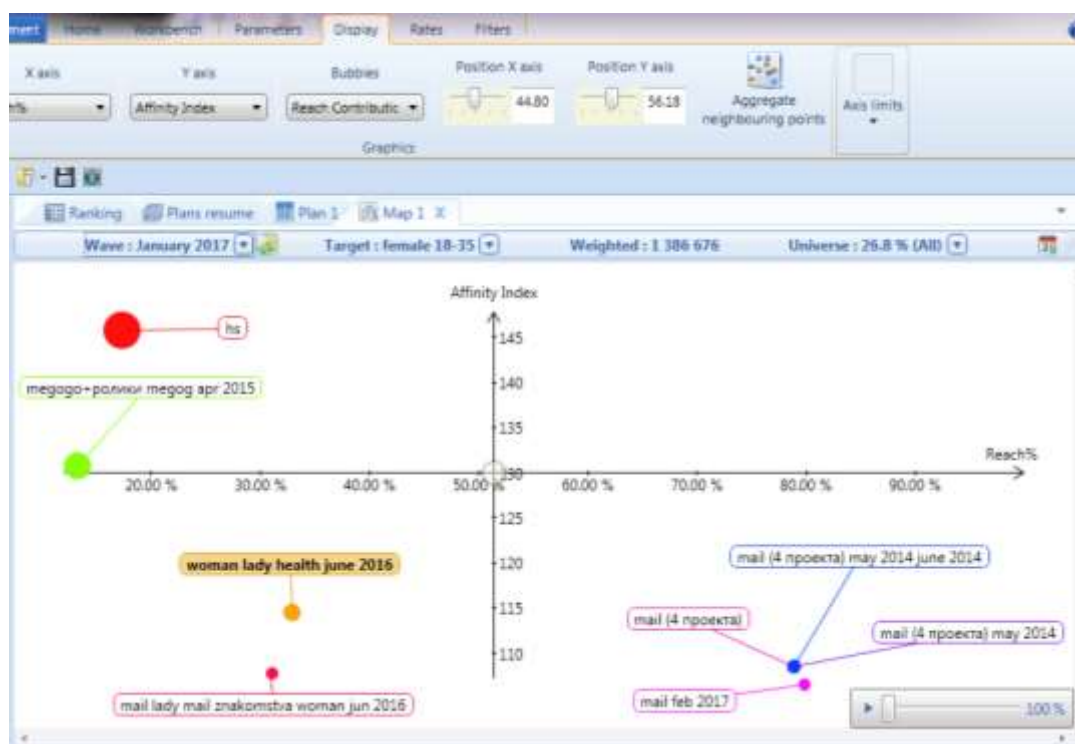 Home Workbench Parameters Display Rates Filters
X axis Y axis Bubbles Position X axis Position Y axis
Affinity Index Reach Contributic 44.80 56.18 Aggregate neighbouring points Axis limits
Graphics
Ranking Plans resume Plan 1 Map 1 X
Wave : January 2017 Target : female 18-35 Weighted : 1 386 676 Universe : 26.8 % (All)
Affinity Index
hs
145
megogo+ролики megog apr 2015
140
135
Reach%
130
20.00 % 30.00 % 40.00 % 50.00 % 60.00 % 70.00 % 80.00 % 90.00 %
125
woman lady health june 2016
120
mail (4 проекта) may 2014 june 2014
115
mail (4 проекта)
mail (4 проекта) may 2014
110
mail lady mail znakomstva woman jun 2016
mail feb 2017
100 %